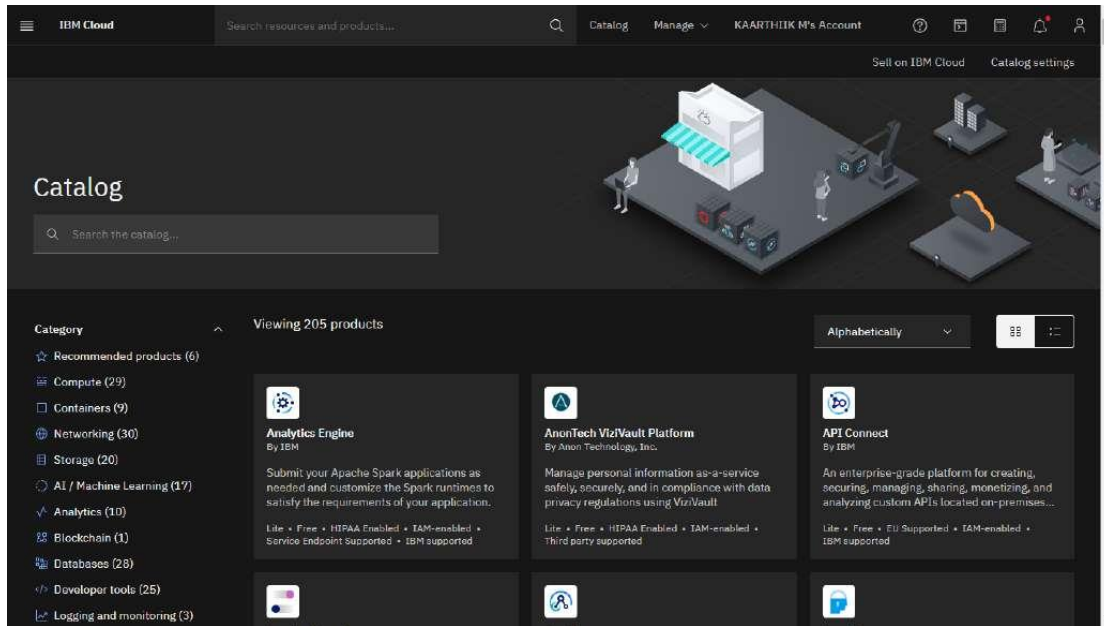 IBM Cloud
Search resources and products...
Catalog
Manage
KAARTHIIK M's Account
Sell on IBM Cloud
Catalog settings
Catalog
Search the catalog...
Category
Recommended products (6)
Compute (29)
Containers (9)
Networking (30)
Storage (20)
AI / Machine Learning (17)
Analytics (10)
Blockchain (1)
Databases (28)
Developer tools (25)
Logging and monitoring (3)
Viewing 205 products
Alphabetically
Analytics Engine
By IBM
Submit your Apache Spark applications as
needed and customize the Spark runtimes to
satisfy the requirements of your application.
Lite • Free • HIPAA Enabled • IAM-enabled •
Service Endpoint Supported • IBM supported
AnonTech ViziVault Platform
By Anon Technology, Inc.
Manage personal information as-a-service
safely, securely, and in compliance with data
privacy regulations using ViziVault
Lite • Free • HIPAA Enabled • IAM-enabled •
Third party supported
API Connect
By IBM
An enterprise-grade platform for creating,
securing, managing, sharing, monetizing, and
analyzing custom APIs located on-premises...
Lite • Free • EU Supported • IAM-enabled •
IBM supported